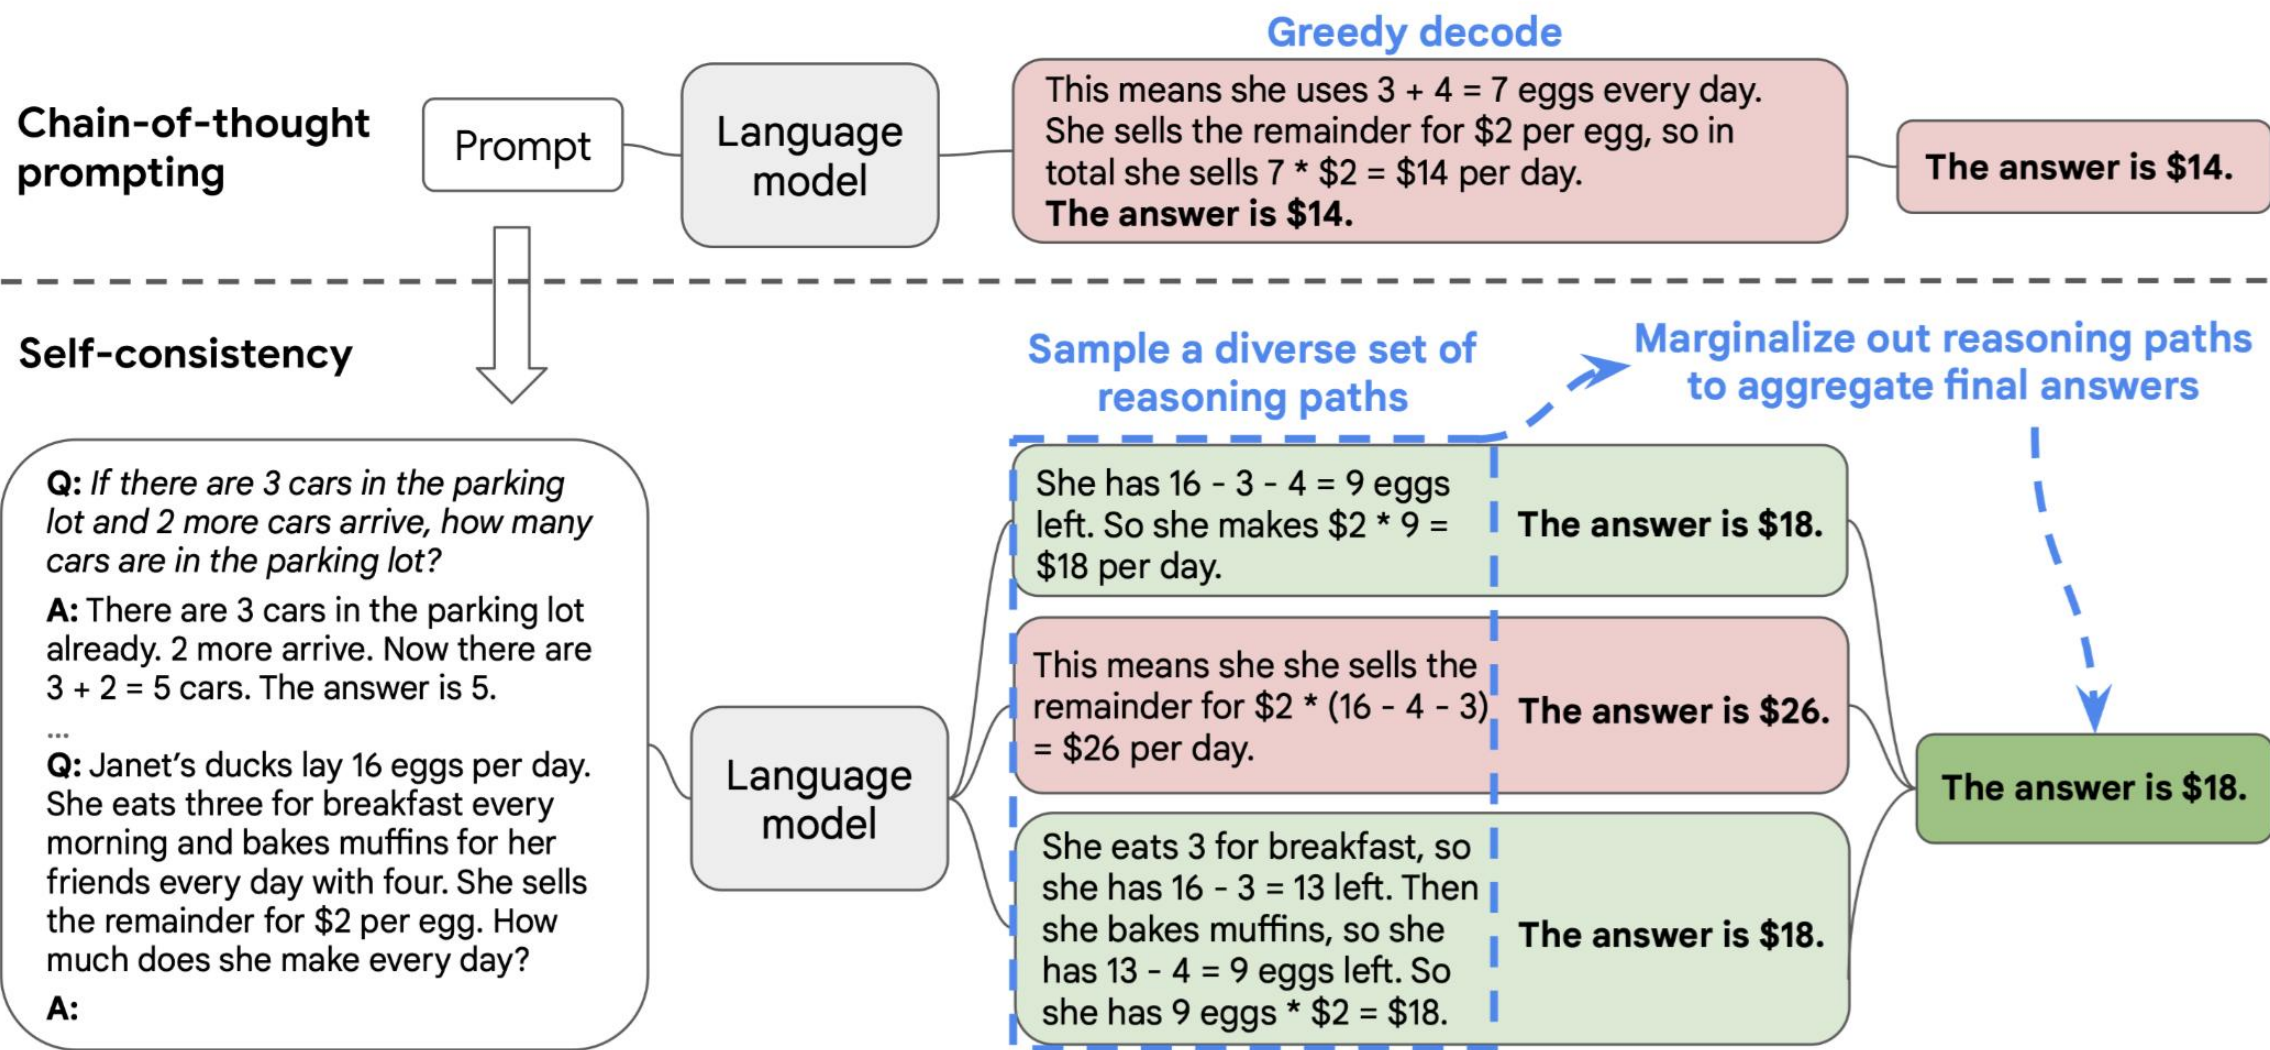 Greedy decode
Chain-of-thought
prompting
Prompt
Language
model
This means she uses 3 + 4 = 7 eggs every day.
She sells the remainder for $2 per egg, so in
total she sells 7 * $2 = $14 per day.
The answer is $14.
The answer is $14.
Self-consistency
Sample a diverse set of
reasoning paths
Marginalize out reasoning paths
to aggregate final answers
Q: If there are 3 cars in the parking
lot and 2 more cars arrive, how many
cars are in the parking lot?
A: There are 3 cars in the parking lot
already. 2 more arrive. Now there are
3 + 2 = 5 cars. The answer is 5.
...
Q: Janet’s ducks lay 16 eggs per day.
She eats three for breakfast every
morning and bakes muffins for her
friends every day with four. She sells
the remainder for $2 per egg. How
much does she make every day?
A:
Language
model
She has 16 - 3 - 4 = 9 eggs
left. So she makes $2 * 9 =
$18 per day.
The answer is $18.
This means she she sells the
remainder for $2 * (16 - 4 - 3)
= $26 per day.
The answer is $26.
She eats 3 for breakfast, so
she has 16 - 3 = 13 left. Then
she bakes muffins, so she
has 13 - 4 = 9 eggs left. So
she has 9 eggs * $2 = $18.
The answer is $18.
The answer is $18.